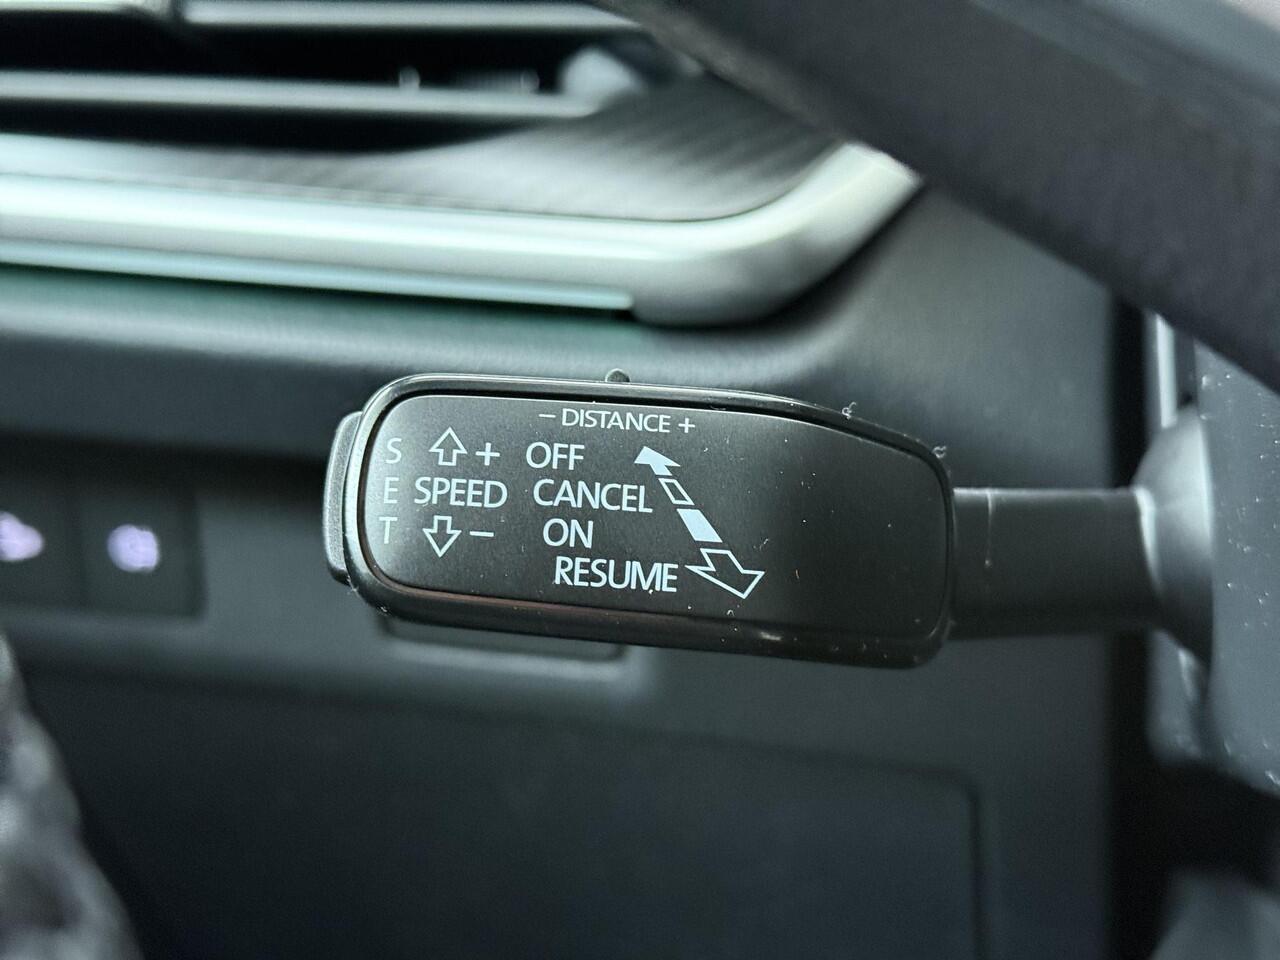 − DISTANCE +
S + OFF
E SPEED CANCEL
T − ON
RESUME